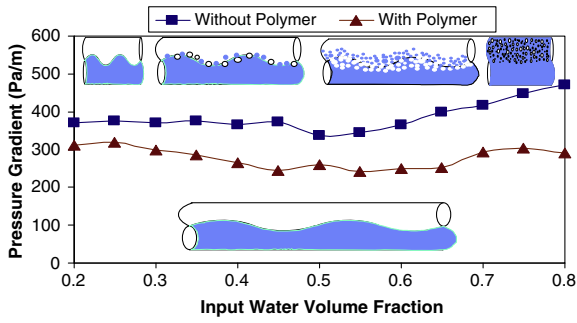 Without Polymer With Polymer
Pressure Gradient (Pa/m)
600
500
400
300
200
100
0
0.2 0.3 0.4 0.5 0.6 0.7 0.8
Input Water Volume Fraction